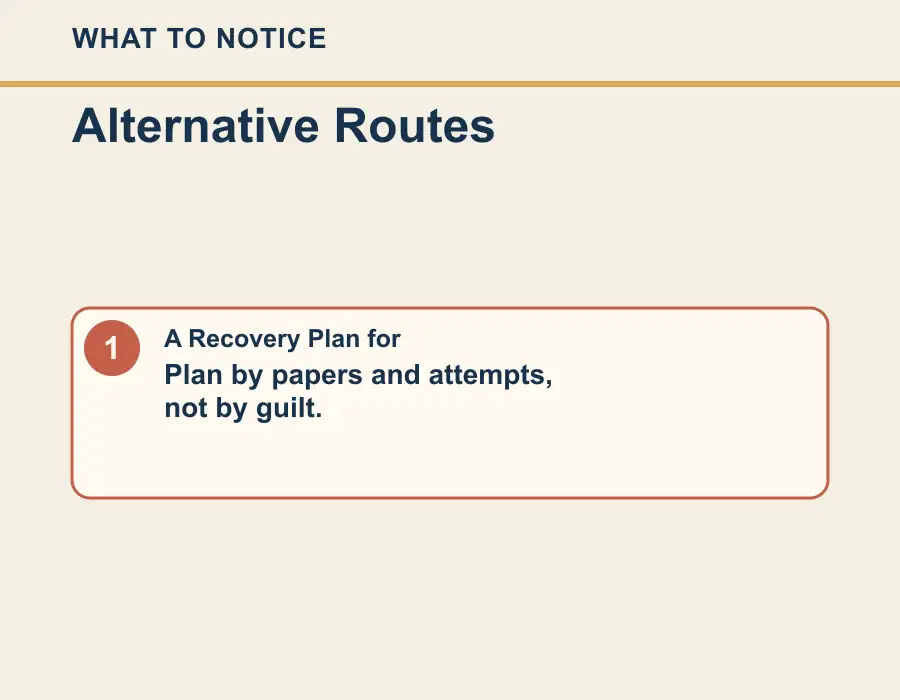 WHAT TO NOTICE
Alternative Routes
1
A Recovery Plan for
Plan by papers and attempts,
not by guilt.